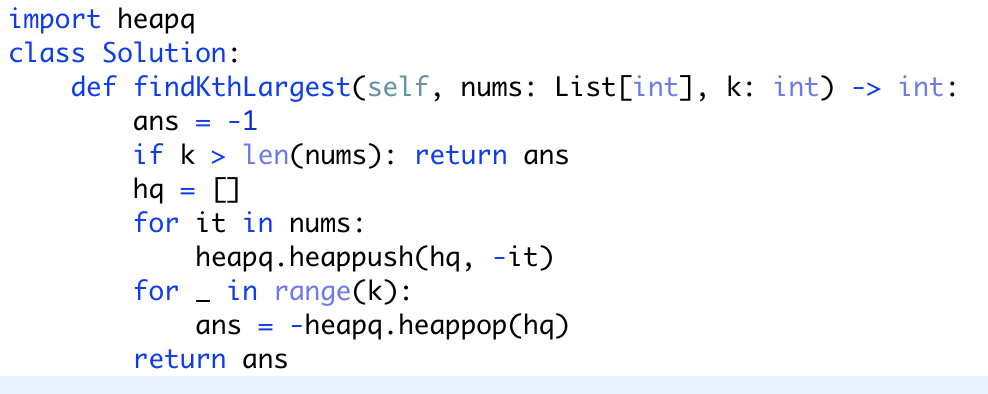 import heapq
class Solution:
    def findKthLargest(self, nums: List[int], k: int) -> int:
        ans = -1
        if k > len(nums): return ans
        hq = []
        for it in nums:
            heapq.heappush(hq, -it)
        for _ in range(k):
            ans = -heapq.heappop(hq)
        return ans